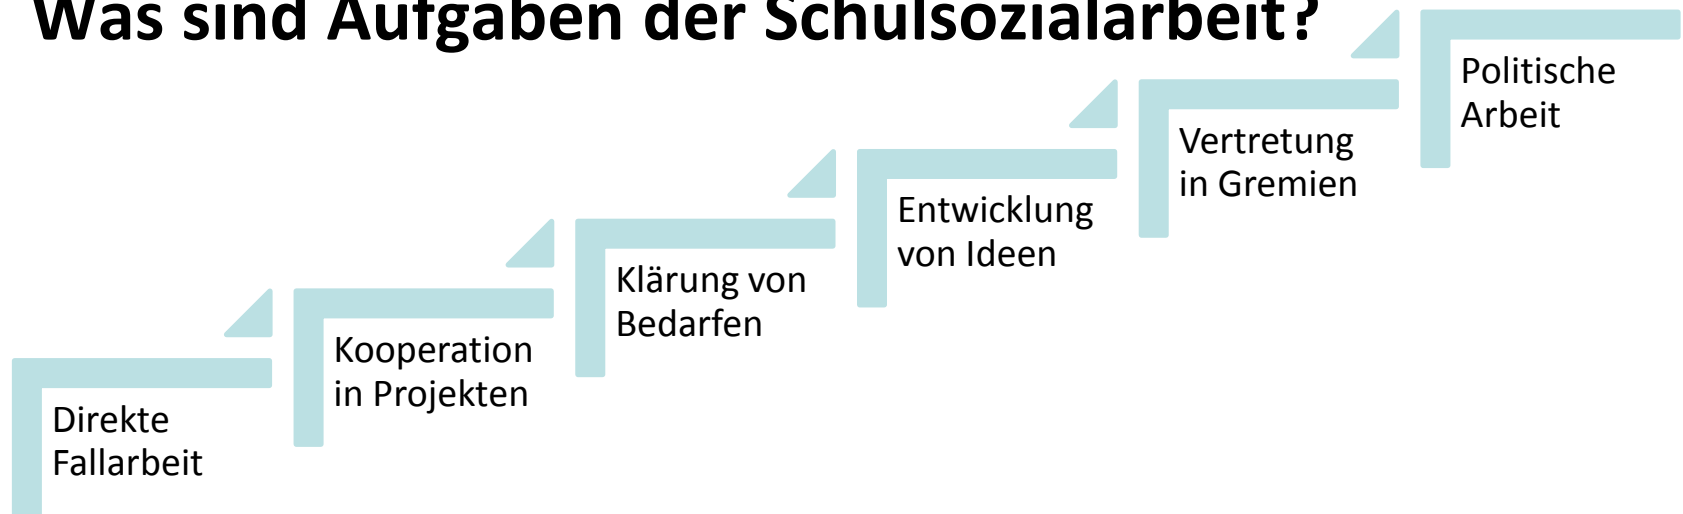 Was sind Aufgaben der Schulsozialarbeit?
Politische
Arbeit
Vertretung
in Gremien
Entwicklung
von Ideen
Klärung von
Bedarfen
Kooperation
in Projekten
Direkte
Fallarbeit